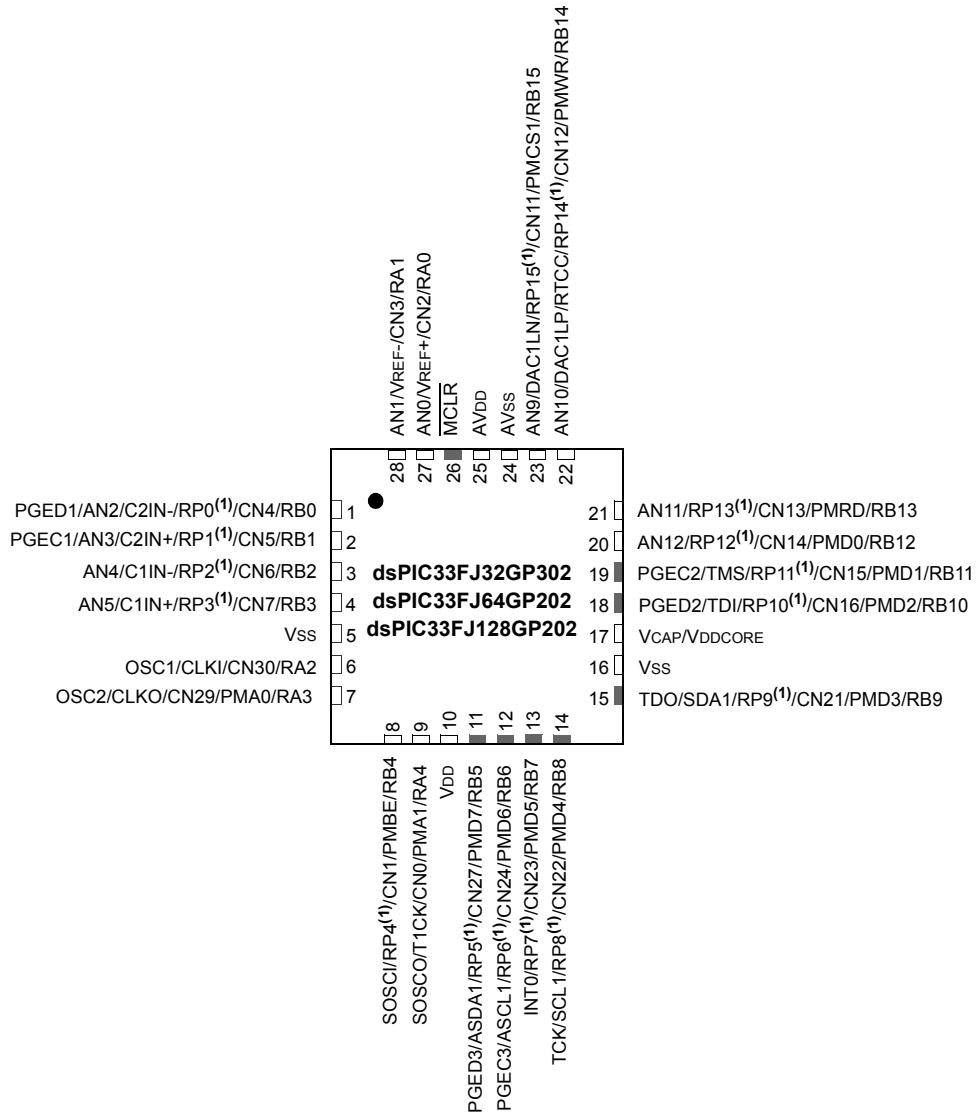 AN1/VREF-/CN3/RA1
AN0/VREF+/CN2/RA0
MCLR
AVDD
AVSS
AN9/DAC1LN/RP15(1)/CN11/PMCS1/RB15
AN10/DAC1LP/RTCC/RP14(1)/CN12/PMWR/RB14
28 27 26 25 24 23 22
PGED1/AN2/C2IN-/RP0(1)/CN4/RB0 1
PGEC1/AN3/C2IN+/RP1(1)/CN5/RB1 2
AN4/C1IN-/RP2(1)/CN6/RB2 3
AN5/C1IN+/RP3(1)/CN7/RB3 4
VSS 5
OSC1/CLKI/CN30/RA2 6
OSC2/CLKO/CN29/PMA0/RA3 7
dsPIC33FJ32GP302
dsPIC33FJ64GP202
dsPIC33FJ128GP202
21 AN11/RP13(1)/CN13/PMRD/RB13
20 AN12/RP12(1)/CN14/PMD0/RB12
19 PGEC2/TMS/RP11(1)/CN15/PMD1/RB11
18 PGED2/TDI/RP10(1)/CN16/PMD2/RB10
17 VCAP/VDDCORE
16 VSS
15 TDO/SDA1/RP9(1)/CN21/PMD3/RB9
8 9 10 11 12 13 14
SOSCI/RP4(1)/CN1/PMBE/RB4
SOSCO/T1CK/CN0/PMA1/RA4
VDD
PGED3/ASDA1/RP5(1)/CN27/PMD7/RB5
PGEC3/ASCL1/RP6(1)/CN24/PMD6/RB6
INT0/RP7(1)/CN23/PMD5/RB7
TCK/SCL1/RP8(1)/CN22/PMD4/RB8